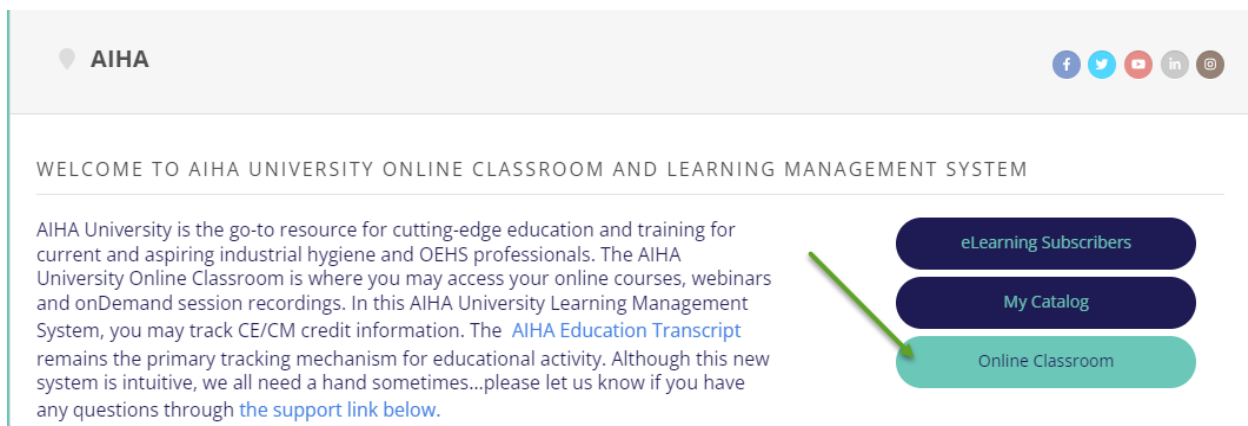 AIHA
WELCOME TO AIHA UNIVERSITY ONLINE CLASSROOM AND LEARNING MANAGEMENT SYSTEM
AIHA University is the go-to resource for cutting-edge education and training for
current and aspiring industrial hygiene and OEHS professionals. The AIHA
University Online Classroom is where you may access your online courses, webinars
and onDemand session recordings. In this AIHA University Learning Management
System, you may track CE/CM credit information. The AIHA Education Transcript
remains the primary tracking mechanism for educational activity. Although this new
system is intuitive, we all need a hand sometimes...please let us know if you have
any questions through the support link below.
eLearning Subscribers
My Catalog
Online Classroom